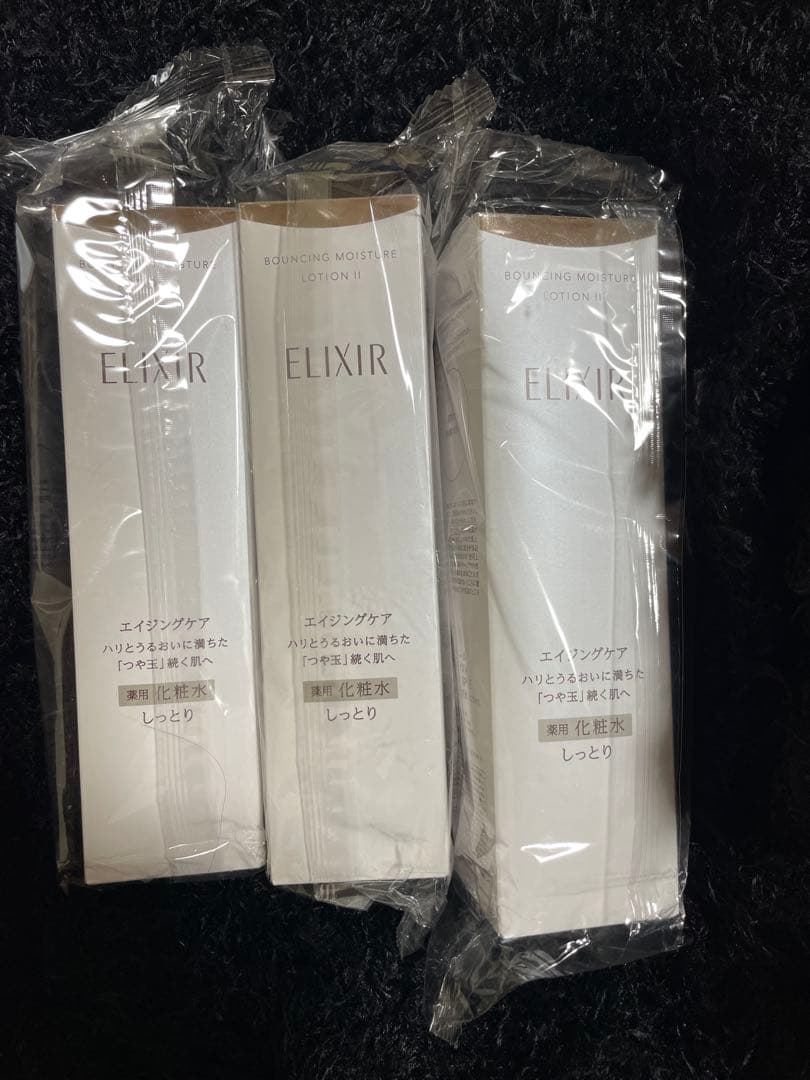 BOUNCING MOISTURE
LOTION II
ELIXIR
エイジングケア
ハリとうるおいに満ちた
「つや玉」続く肌へ
薬用 化粧水
しっとり
BOUNCING MOISTURE
LOTION II
ELIXIR
エイジングケア
ハリとうるおいに満ちた
「つや玉」続く肌へ
薬用 化粧水
しっとり
BOUNCING MOISTURE
LOTION II
ELIXIR
エイジングケア
ハリとうるおいに満ちた
「つや玉」続く肌へ
薬用 化粧水
しっとり